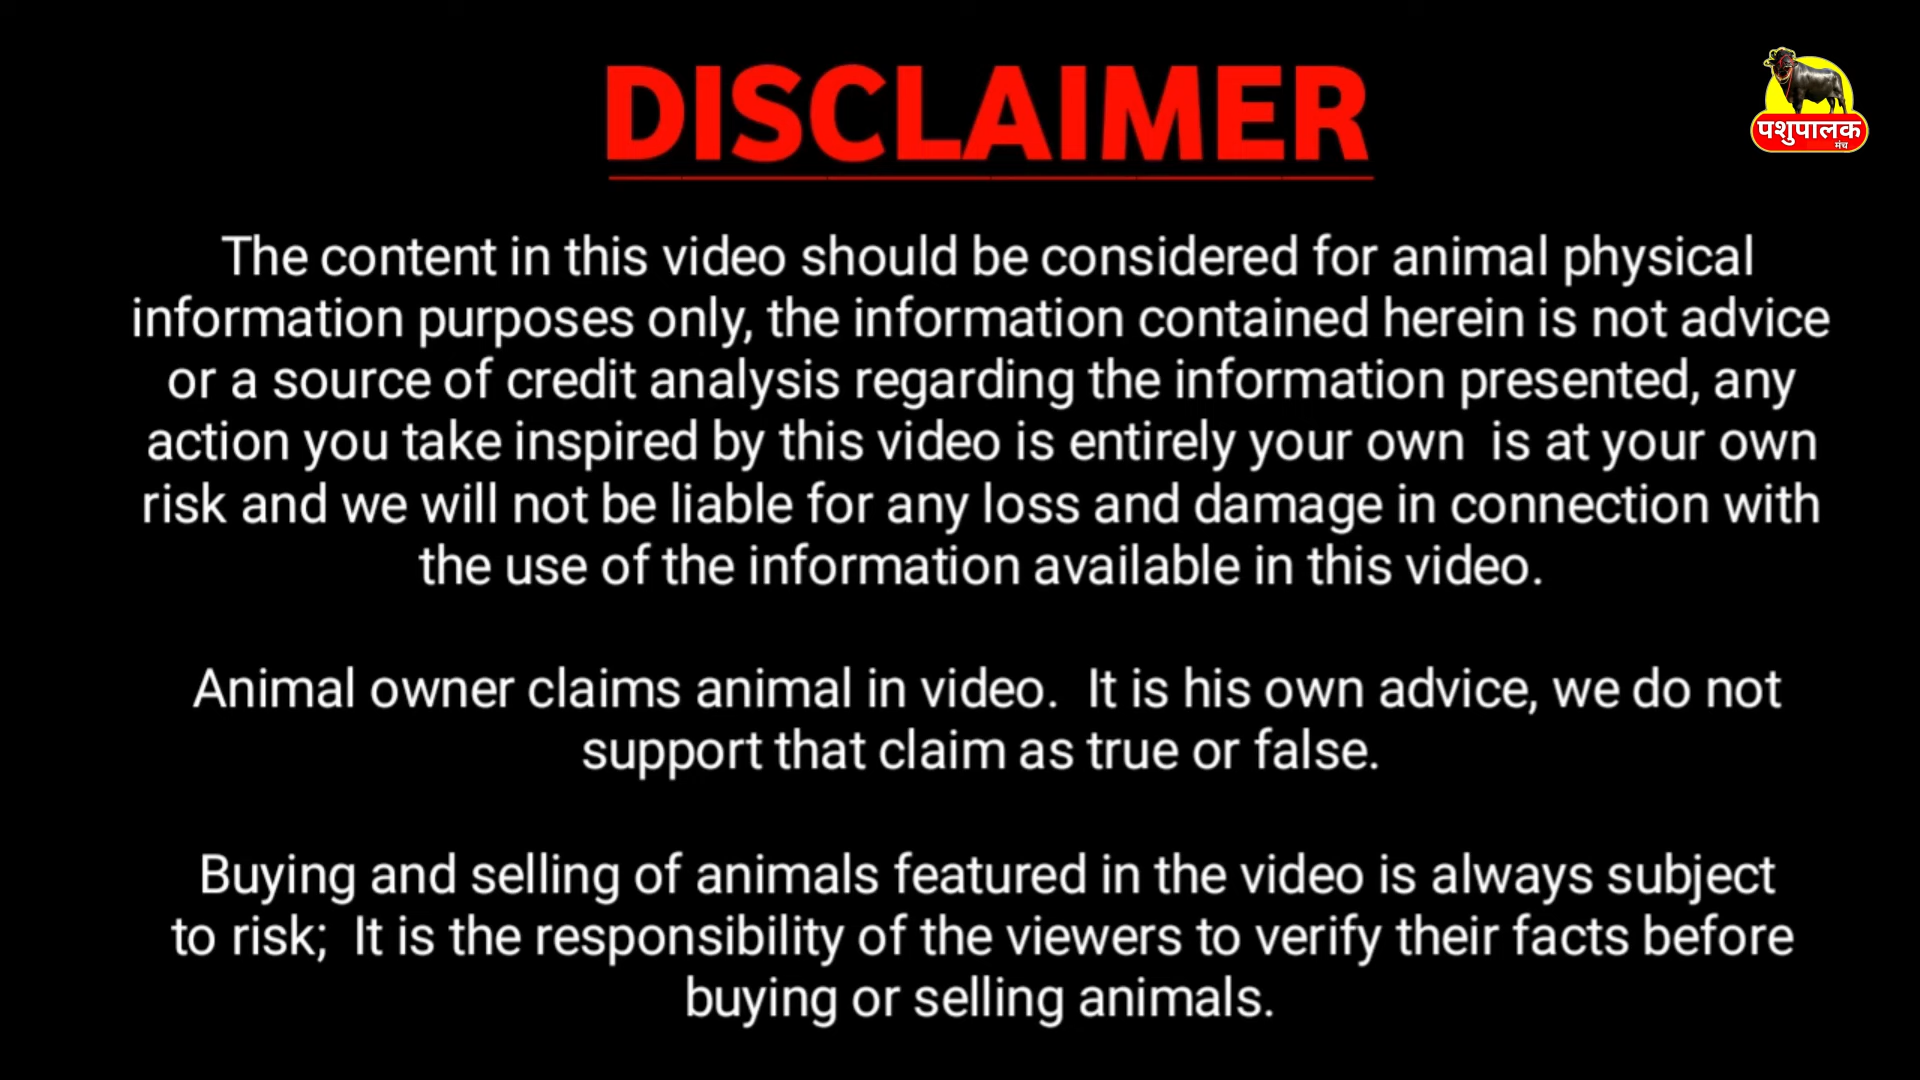 DISCLAIMER
पशुपालक
मंच
The content in this video should be considered for animal physical
information purposes only, the information contained herein is not advice
or a source of credit analysis regarding the information presented, any
action you take inspired by this video is entirely your own  is at your own
risk and we will not be liable for any loss and damage in connection with
the use of the information available in this video.
Animal owner claims animal in video.  It is his own advice, we do not
support that claim as true or false.
Buying and selling of animals featured in the video is always subject
to risk;  It is the responsibility of the viewers to verify their facts before
buying or selling animals.